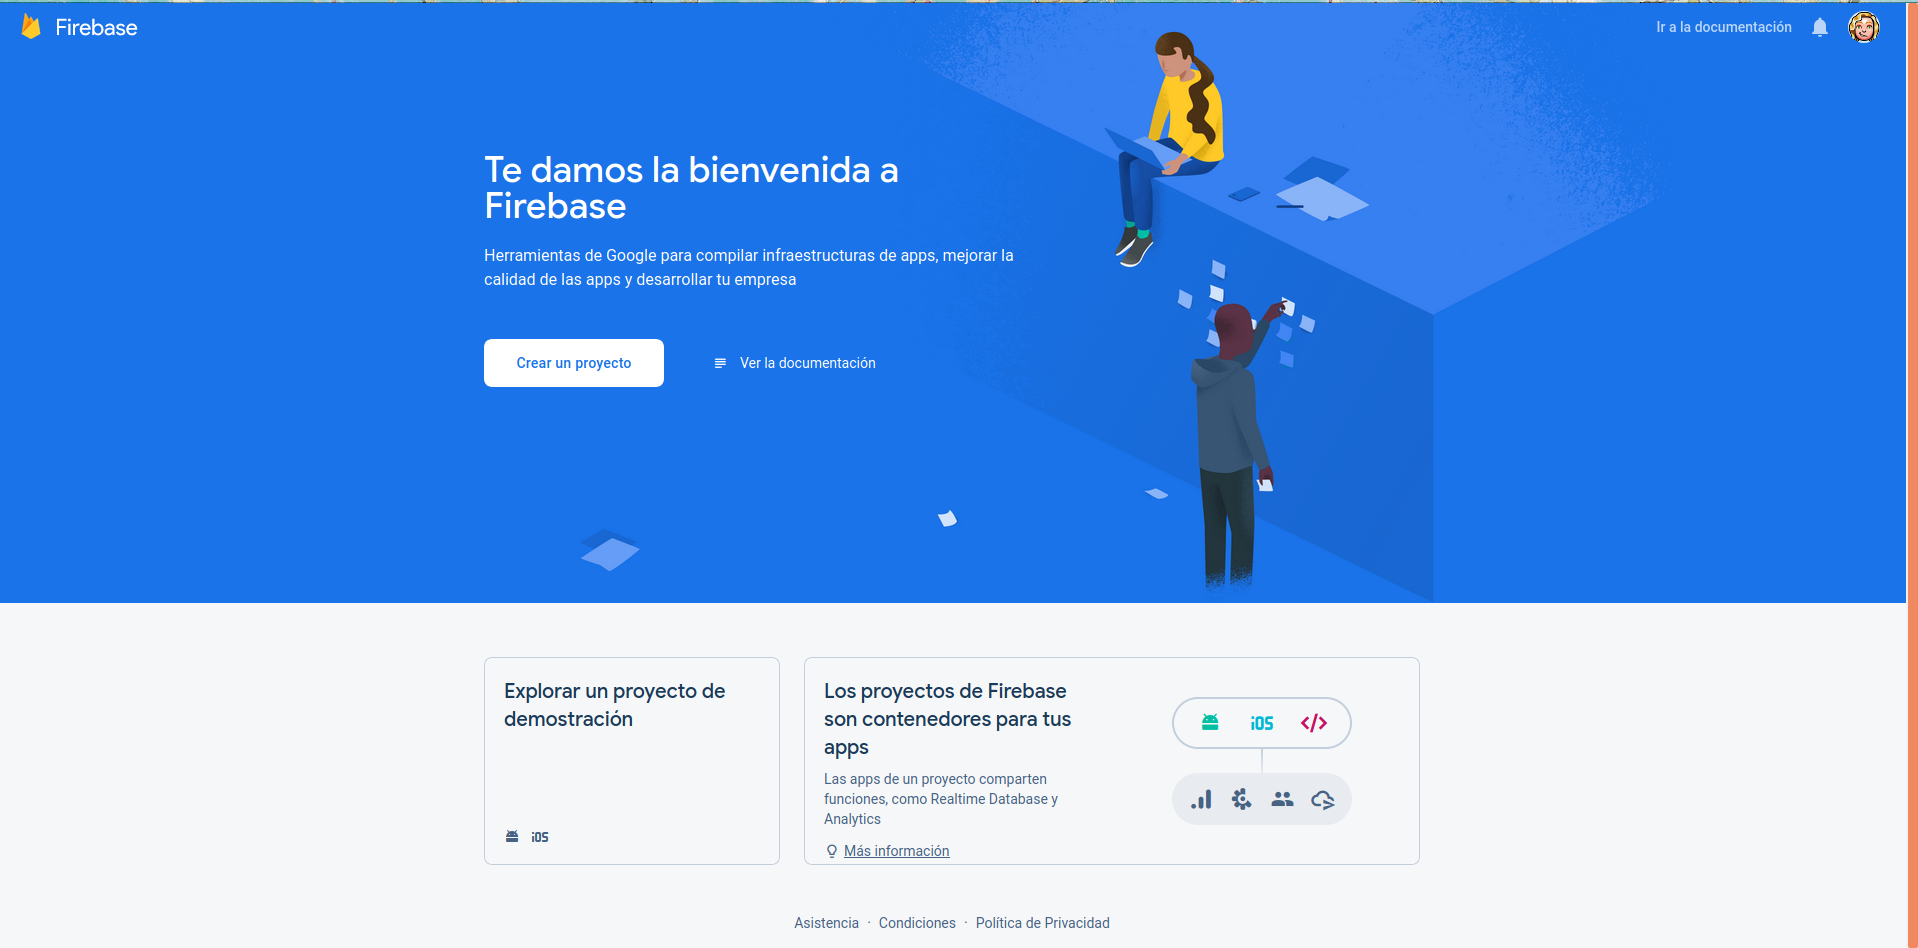 Firebase
Ir a la documentación
Te damos la bienvenida a
Firebase
Herramientas de Google para compilar infraestructuras de apps, mejorar la
calidad de las apps y desarrollar tu empresa
Crear un proyecto
Ver la documentación
Explorar un proyecto de
demostración
iOS
Los proyectos de Firebase
son contenedores para tus
apps
Las apps de un proyecto comparten
funciones, como Realtime Database y
Analytics
Más información
iOS
</>
Asistencia · Condiciones · Política de Privacidad